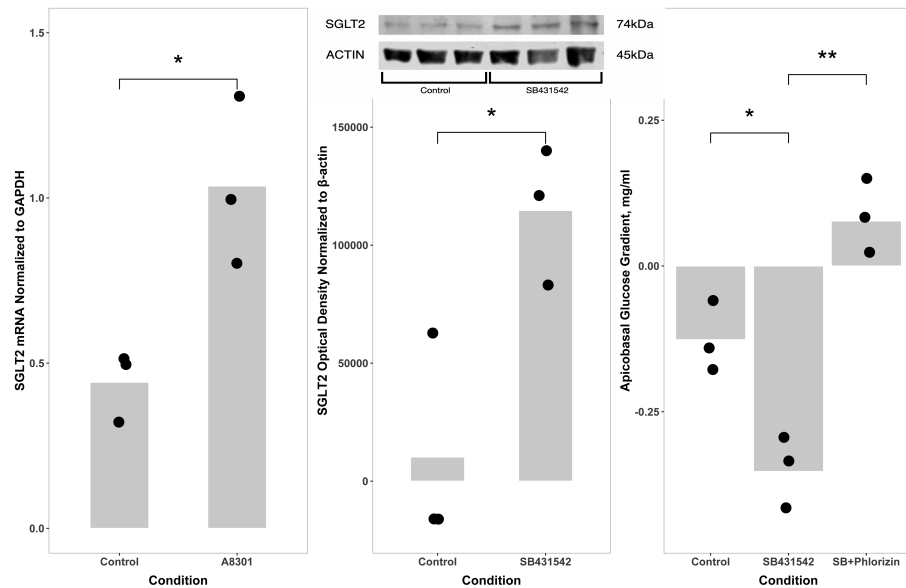 SGLT2 mRNA Normalized to GAPDH
1.5
1.0
0.5
0.0
*
Control
A8301
Condition
SGLT2
74kDa
ACTIN
45kDa
Control
SB431542
SGLT2 Optical Density Normalized to β-actin
150000
100000
50000
0
*
Control
SB431542
Condition
Apicobasal Glucose Gradient, mg/ml
0.25
0.00
-0.25
-0.50
*
**
Control
SB431542
SB+Phlorizin
Condition